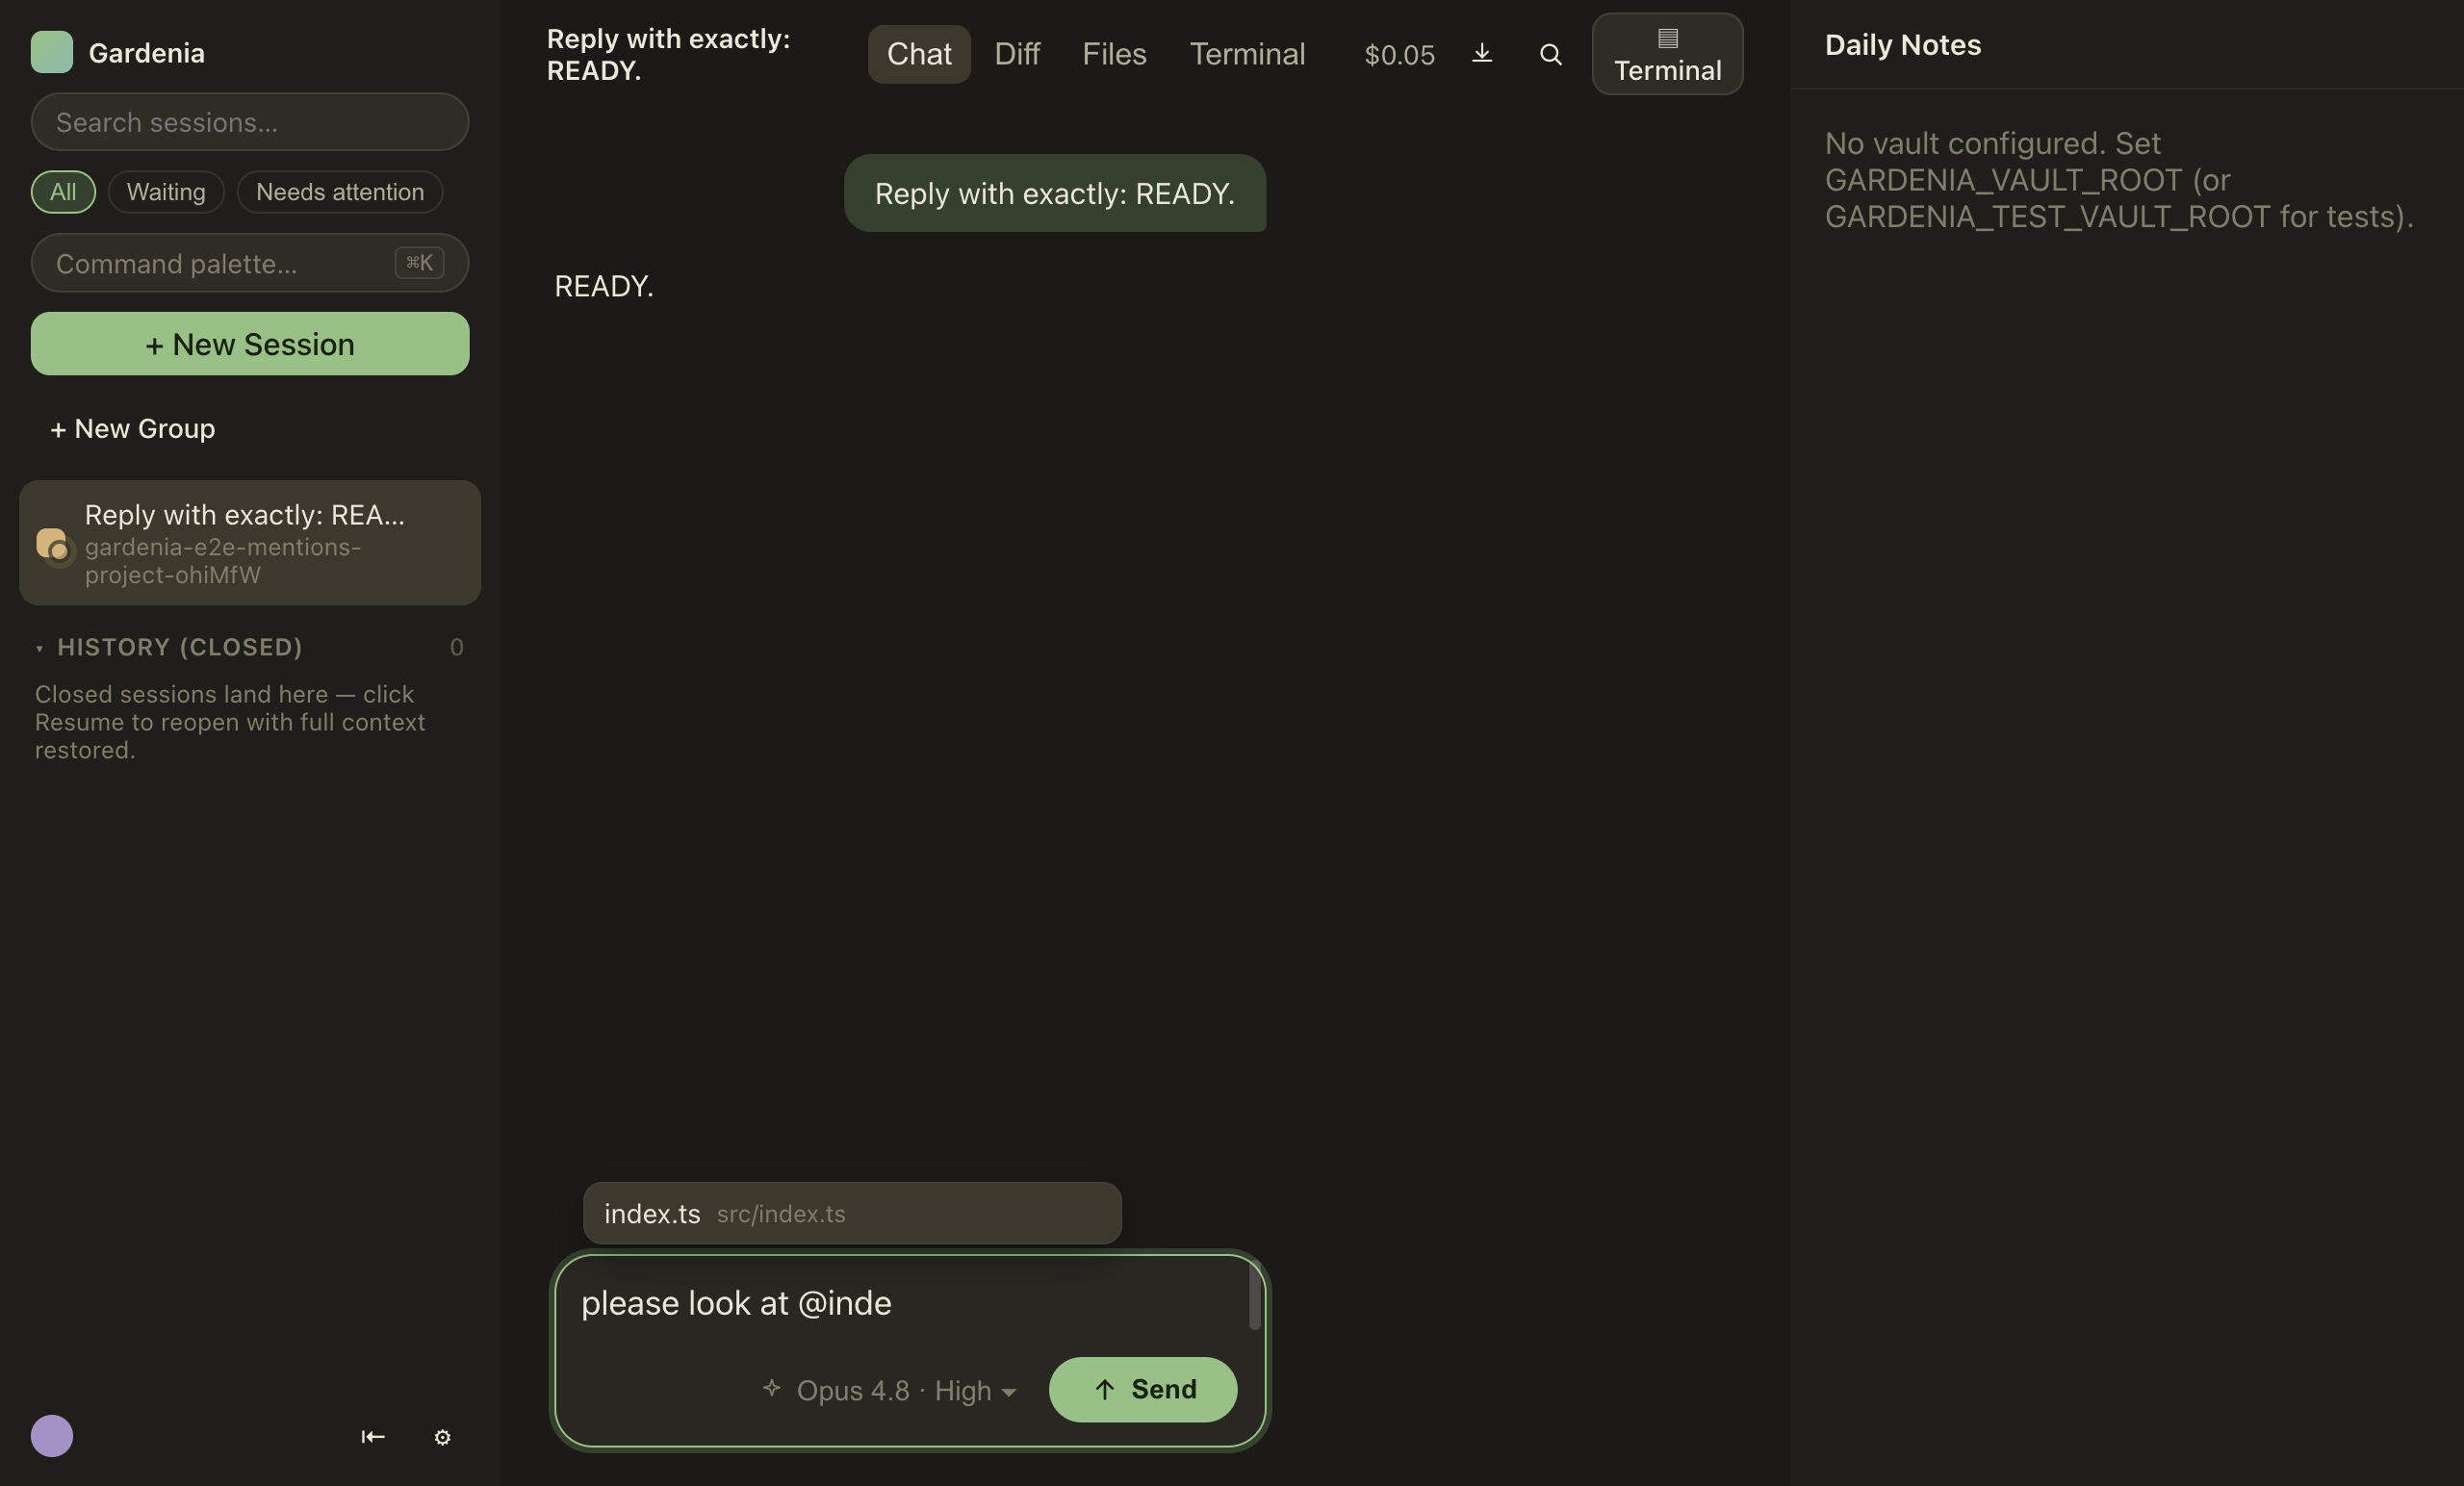 Gardenia
Search sessions...
All
Waiting
Needs attention
Command palette...
⌘K
+ New Session
+ New Group
Reply with exactly: REA...
gardenia-e2e-mentions-
project-ohiMfW
HISTORY (CLOSED)
0
Closed sessions land here — click
Resume to reopen with full context
restored.
Reply with exactly:
READY.
Chat
Diff
Files
Terminal
$0.05
Terminal
Reply with exactly: READY.
READY.
index.ts src/index.ts
please look at @inde
Opus 4.8 · High
Send
Daily Notes
No vault configured. Set
GARDENIA_VAULT_ROOT (or
GARDENIA_TEST_VAULT_ROOT for tests).